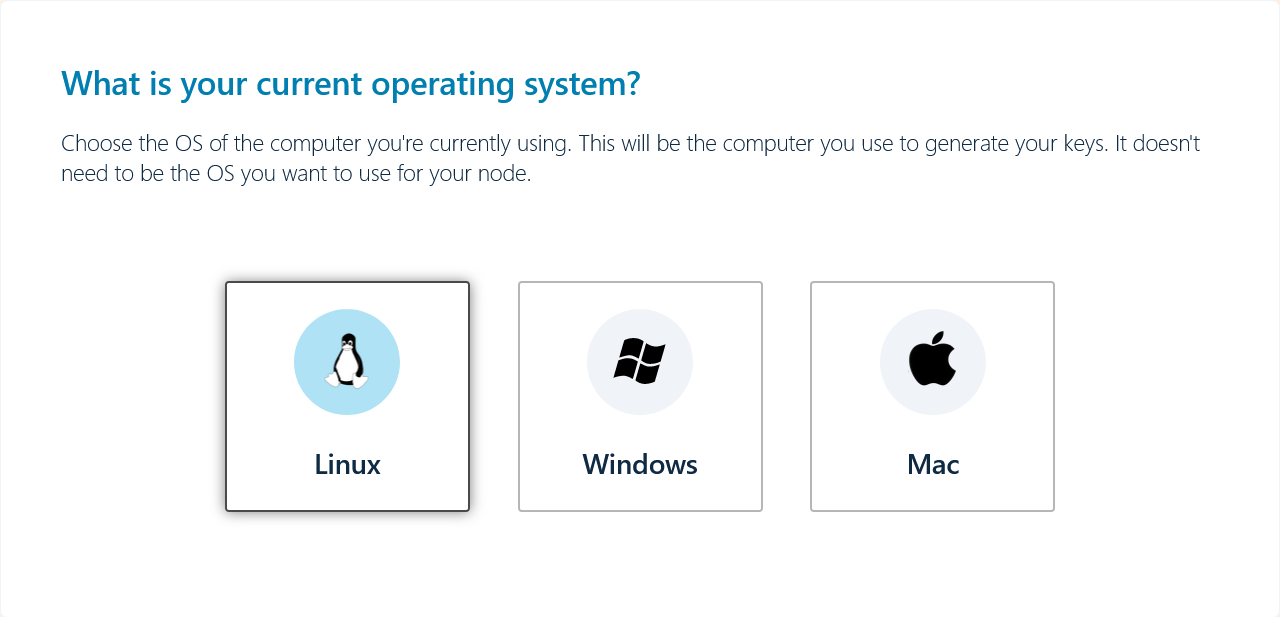 What is your current operating system?
Choose the OS of the computer you're currently using. This will be the computer you use to generate your keys. It doesn't
need to be the OS you want to use for your node.
Linux
Windows
Mac